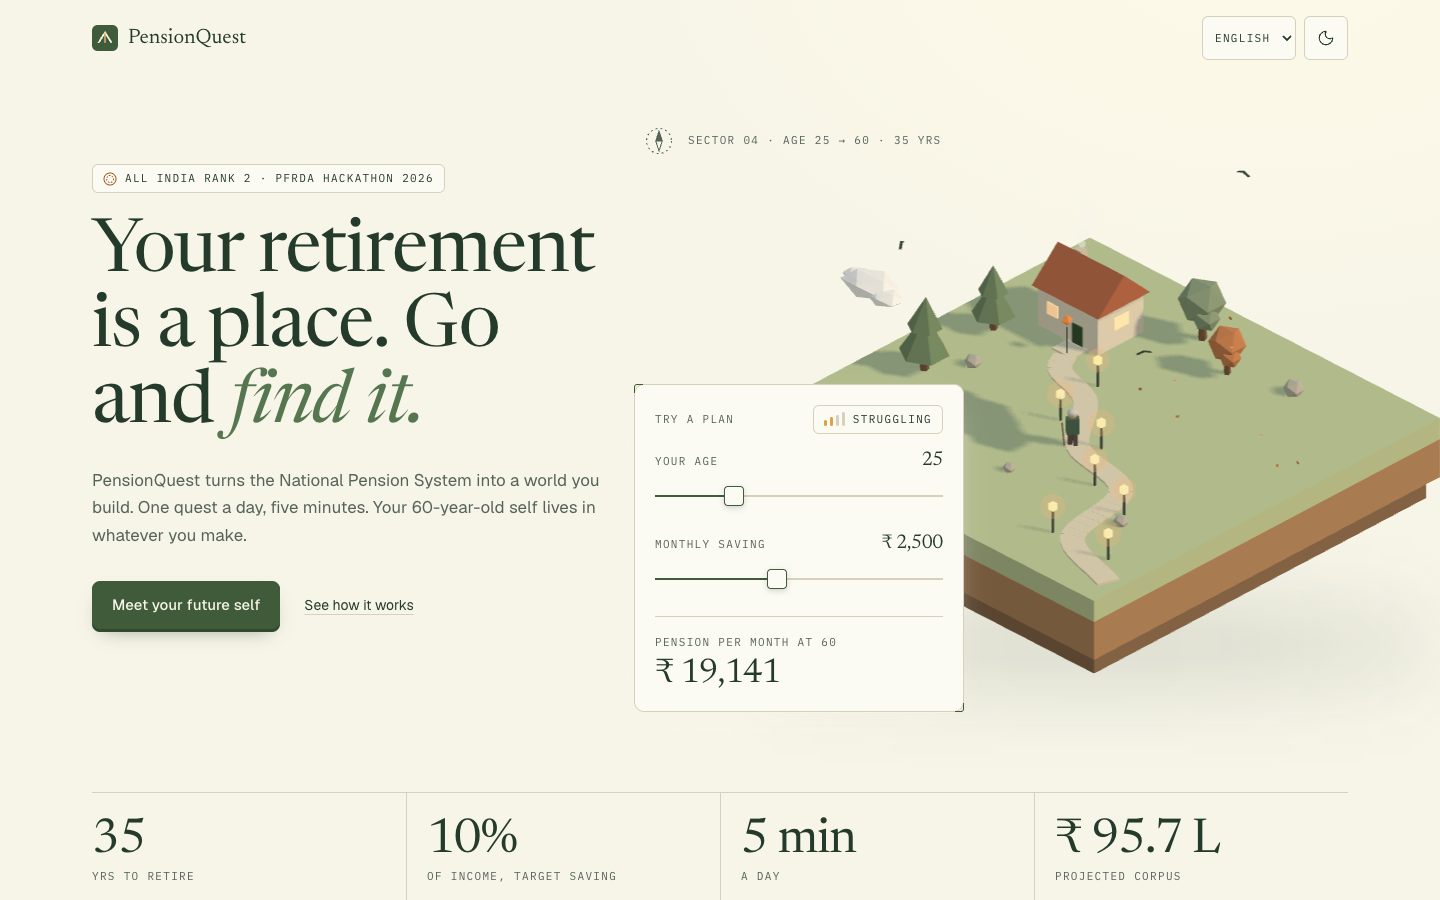 PensionQuest
ENGLISH
SECTOR 04 · AGE 25 → 60 · 35 YRS
ALL INDIA RANK 2 · PFRDA HACKATHON 2026
Your retirement
is a place. Go
and find it.
PensionQuest turns the National Pension System into a world you
build. One quest a day, five minutes. Your 60-year-old self lives in
whatever you make.
Meet your future self
See how it works
TRY A PLAN
STRUGGLING
YOUR AGE
25
MONTHLY SAVING
₹ 2,500
PENSION PER MONTH AT 60
₹ 19,141
35
YRS TO RETIRE
10%
OF INCOME, TARGET SAVING
5 min
A DAY
₹ 95.7 L
PROJECTED CORPUS